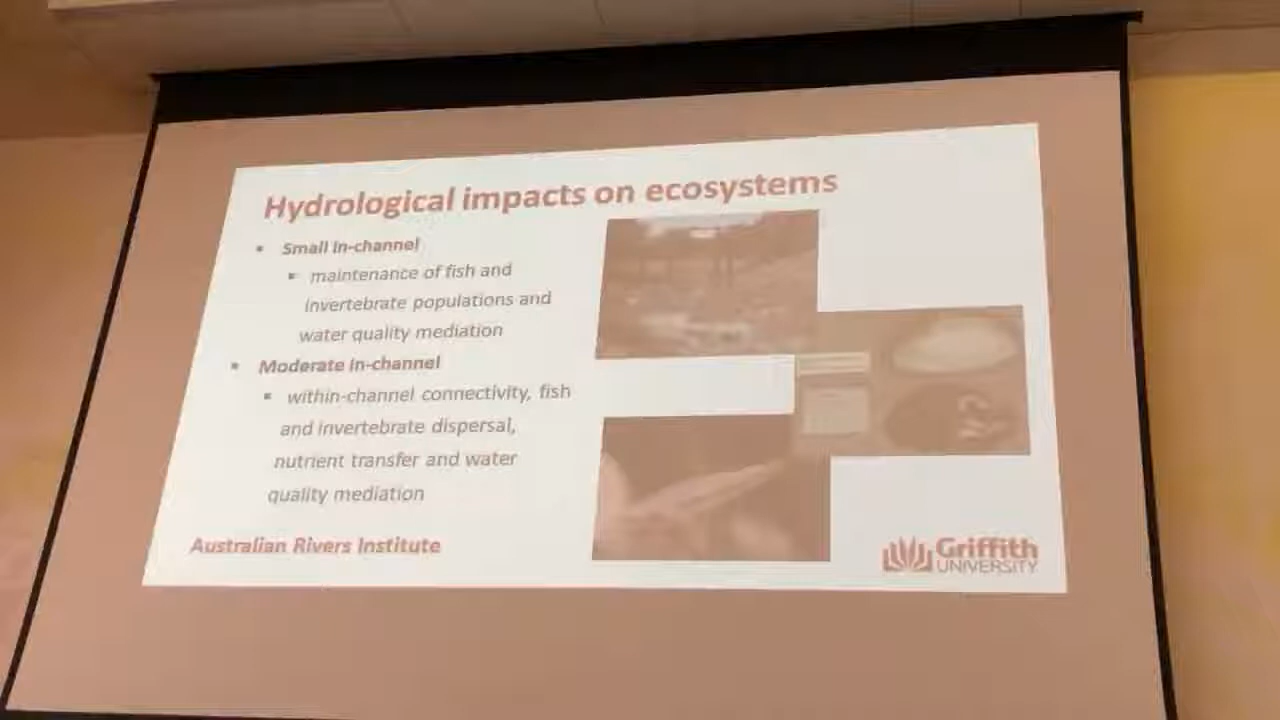 Hydrological impacts on ecosystems
▪ Small in-channel
▪ maintenance of fish and
invertebrate populations and
water quality mediation
▪ Moderate in-channel
▪ within-channel connectivity, fish
and invertebrate dispersal,
nutrient transfer and water
quality mediation
Australian Rivers Institute
Griffith
UNIVERSITY